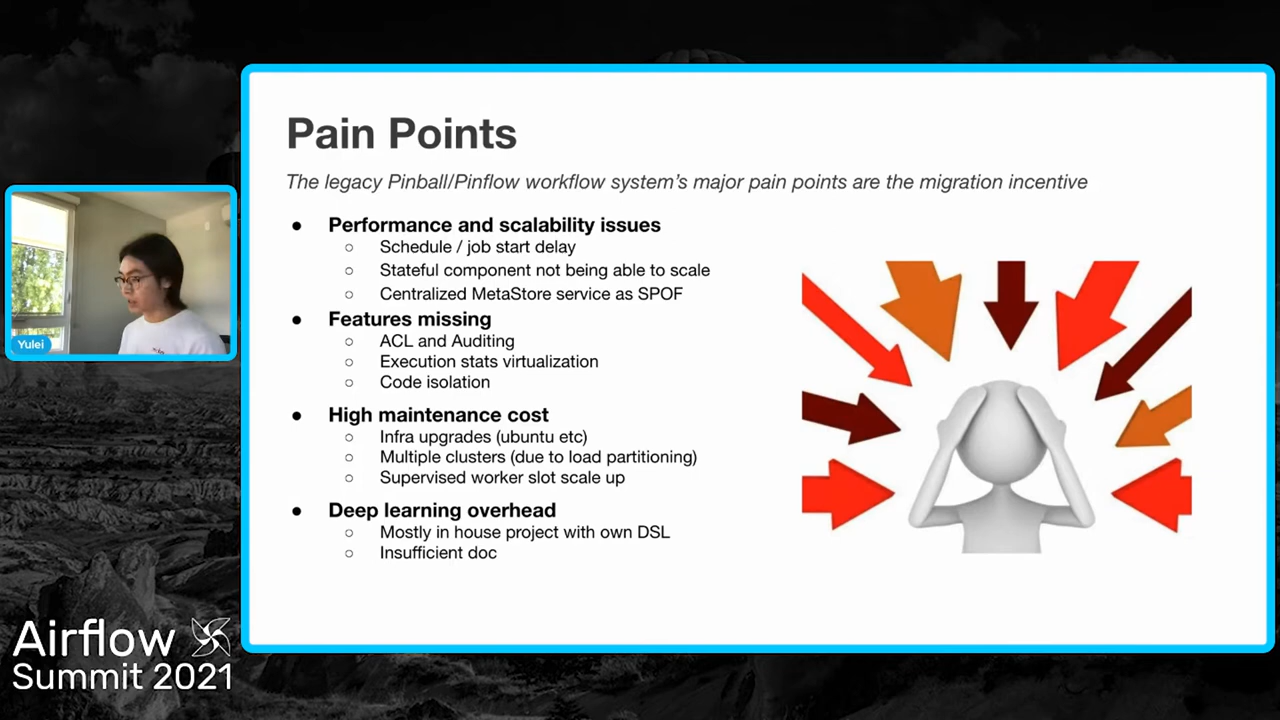 Pain Points
The legacy Pinball/Pinflow workflow system's major pain points are the migration incentive
● Performance and scalability issues
○ Schedule / job start delay
○ Stateful component not being able to scale
○ Centralized MetaStore service as SPOF
● Features missing
○ ACL and Auditing
○ Execution stats virtualization
○ Code isolation
● High maintenance cost
○ Infra upgrades (ubuntu etc)
○ Multiple clusters (due to load partitioning)
○ Supervised worker slot scale up
● Deep learning overhead
○ Mostly in house project with own DSL
○ Insufficient doc
Yulei
Airflow
Summit 2021